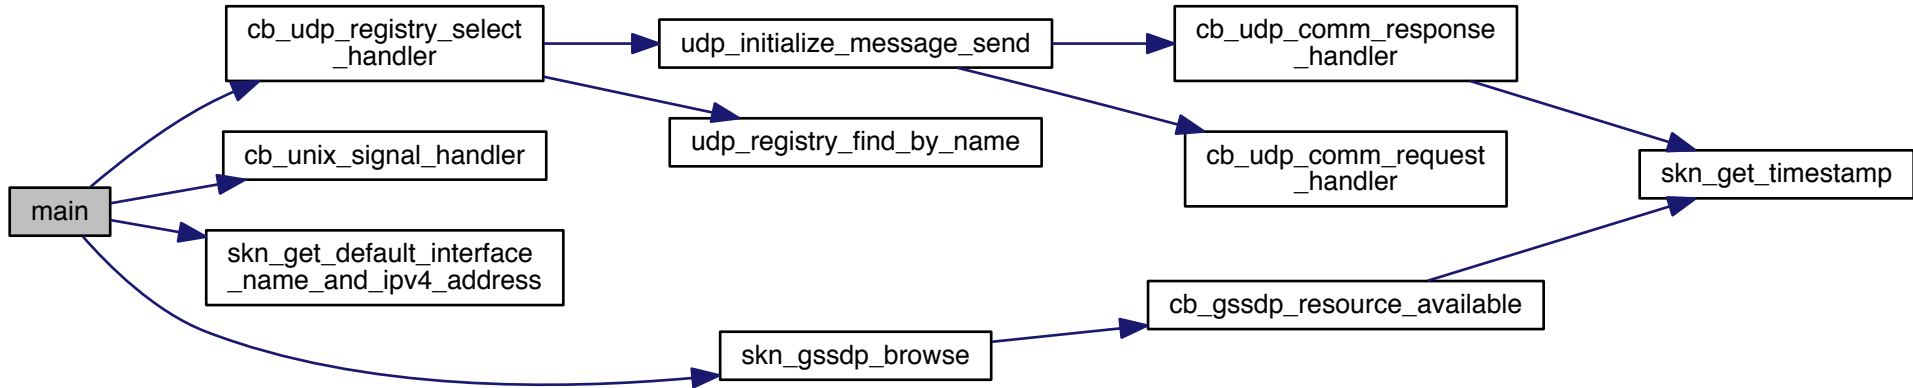 main
cb_udp_registry_select
_handler
cb_unix_signal_handler
skn_get_default_interface
_name_and_ipv4_address
udp_initialize_message_send
udp_registry_find_by_name
skn_gssdp_browse
cb_udp_comm_response
_handler
cb_udp_comm_request
_handler
cb_gssdp_resource_available
skn_get_timestamp